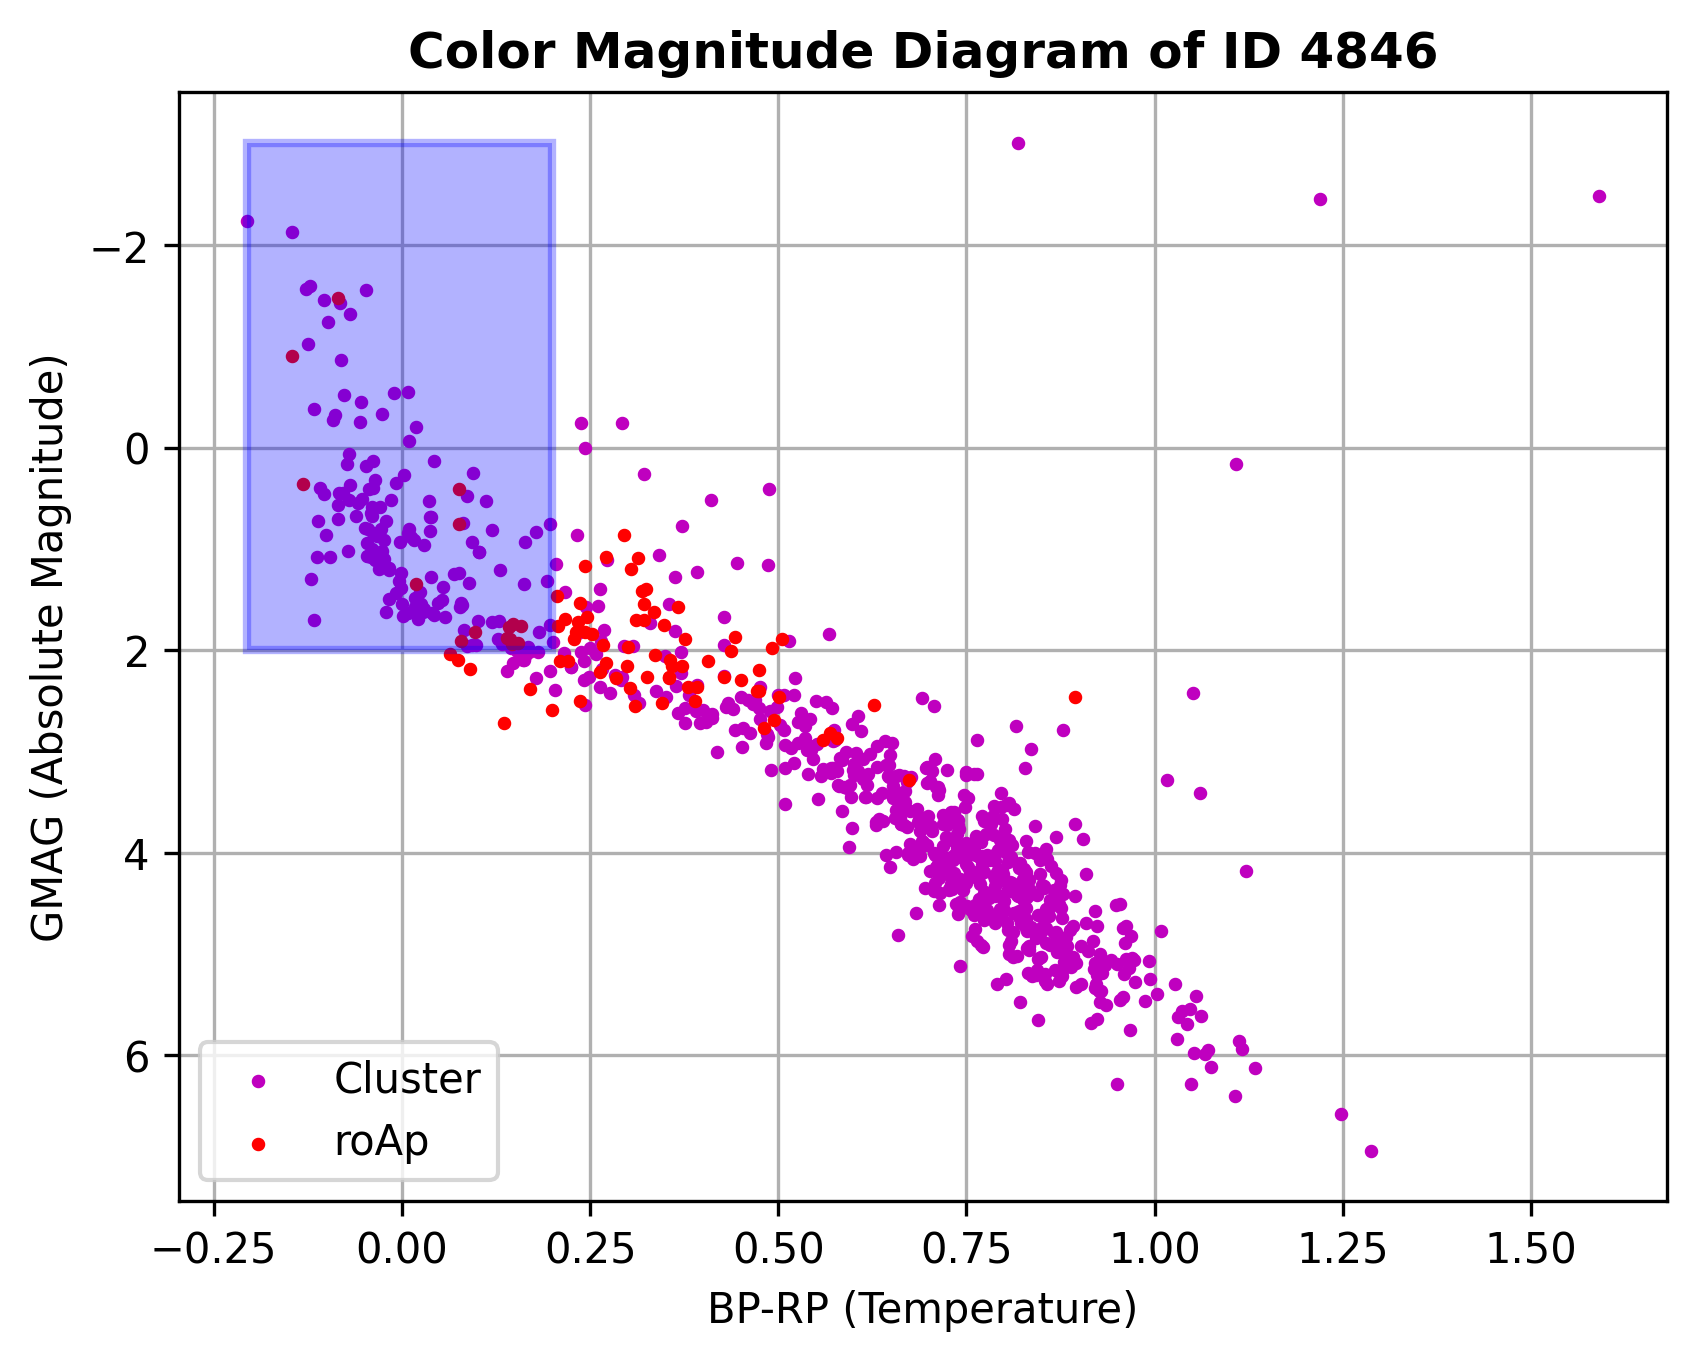 Color Magnitude Diagram of ID 4846
GMAG (Absolute Magnitude)
−2
0
2
4
6
Cluster
roAp
−0.25 0.00 0.25 0.50 0.75 1.00 1.25 1.50
BP-RP (Temperature)